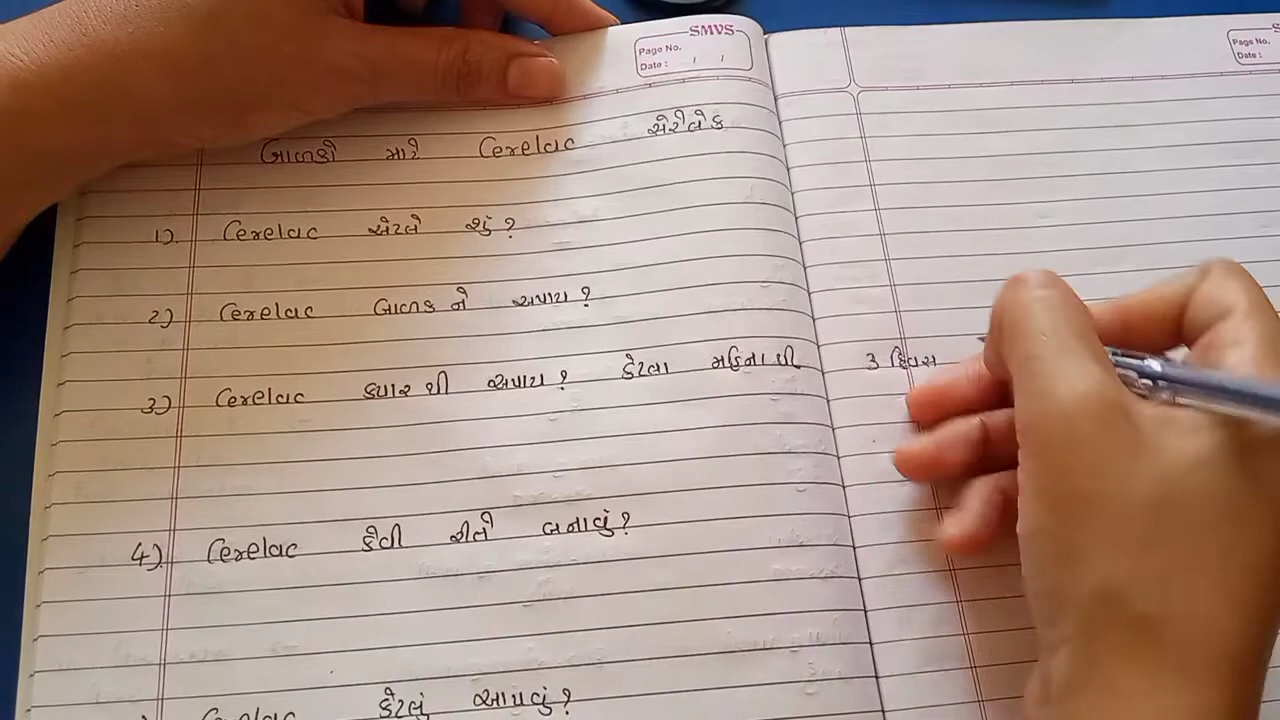 SMVS
Page No.
Date : / /
બાળકો માટે Cerelac સેરેલેક
1). Cerelac એટલે શું?
2) Cerelac બાળક ને અપાય?
3) Cerelac ક્યાર થી અપાય? કેટલા મહિના થી
4) Cerelac કેવી રીતે બનાવું?
Cerelac કેટલું આપવું?
S
Page No.
Date :
3 દિવસ